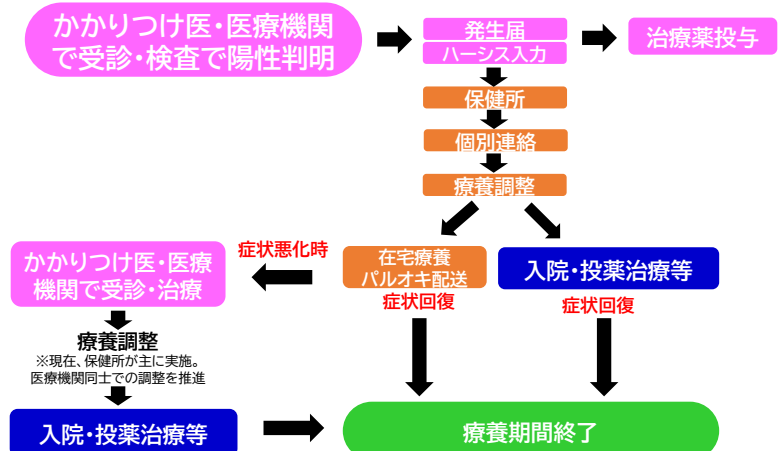 かかりつけ医・医療機関
で受診・検査で陽性判明
発生届
ハーシス入力
治療薬投与
保健所
個別連絡
療養調整
症状悪化時
かかりつけ医・医療
機関で受診・治療
在宅療養
パルオキ配送
入院・投薬治療等
症状回復
症状回復
療養調整
※現在、保健所が主に実施。
医療機関同士での調整を推進
入院・投薬治療等
療養期間終了